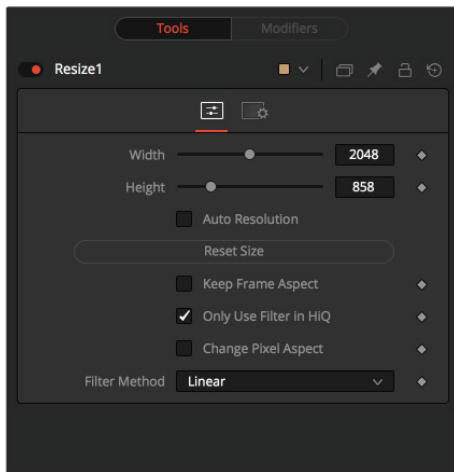 Tools Modifiers
Resize1
Width 2048
Height 858
Auto Resolution
Reset Size
Keep Frame Aspect
Only Use Filter in HiQ
Change Pixel Aspect
Filter Method Linear